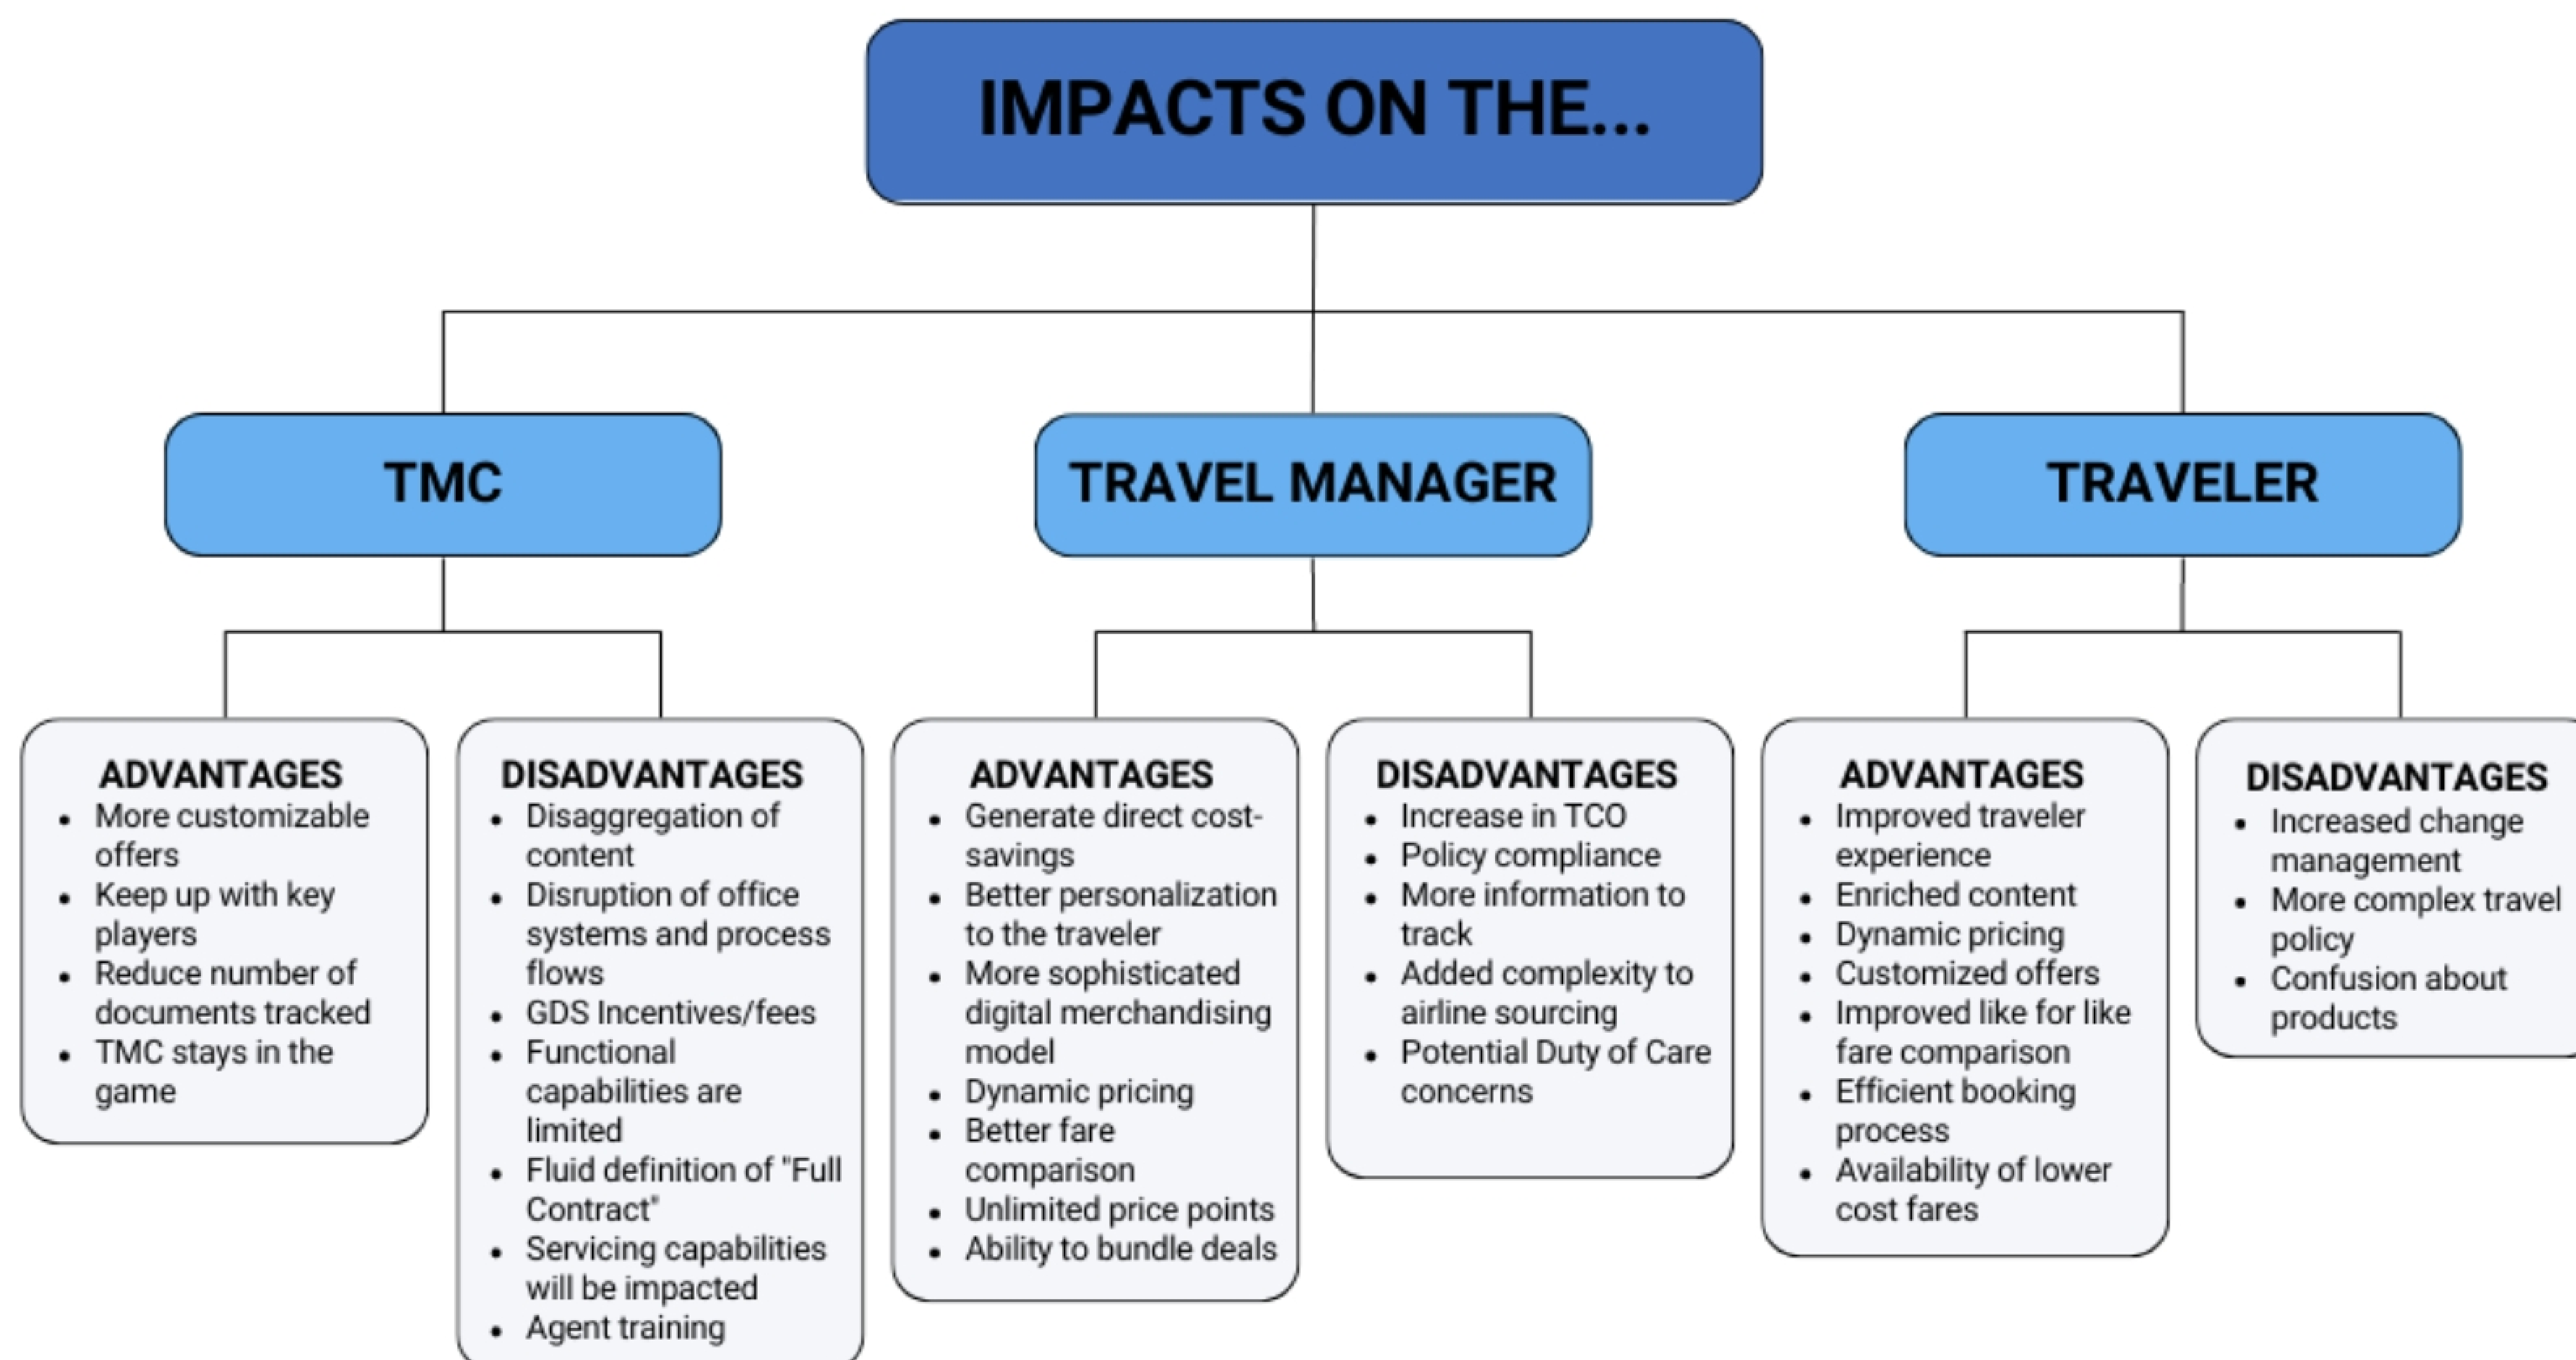 IMPACTS ON THE...
TMC
TRAVEL MANAGER
TRAVELER
ADVANTAGES
• More customizable
offers
• Keep up with key
players
• Reduce number of
documents tracked
• TMC stays in the
game
DISADVANTAGES
• Disaggregation of
content
• Disruption of office
systems and process
flows
• GDS Incentives/fees
• Functional
capabilities are
limited
• Fluid definition of "Full
Contract"
• Servicing capabilities
will be impacted
• Agent training
ADVANTAGES
• Generate direct cost-
savings
• Better personalization
to the traveler
• More sophisticated
digital merchandising
model
• Dynamic pricing
• Better fare
comparison
• Unlimited price points
• Ability to bundle deals
DISADVANTAGES
• Increase in TCO
• Policy compliance
• More information to
track
• Added complexity to
airline sourcing
• Potential Duty of Care
concerns
ADVANTAGES
• Improved traveler
experience
• Enriched content
• Dynamic pricing
• Customized offers
• Improved like for like
fare comparison
• Efficient booking
process
• Availability of lower
cost fares
DISADVANTAGES
• Increased change
management
• More complex travel
policy
• Confusion about
products